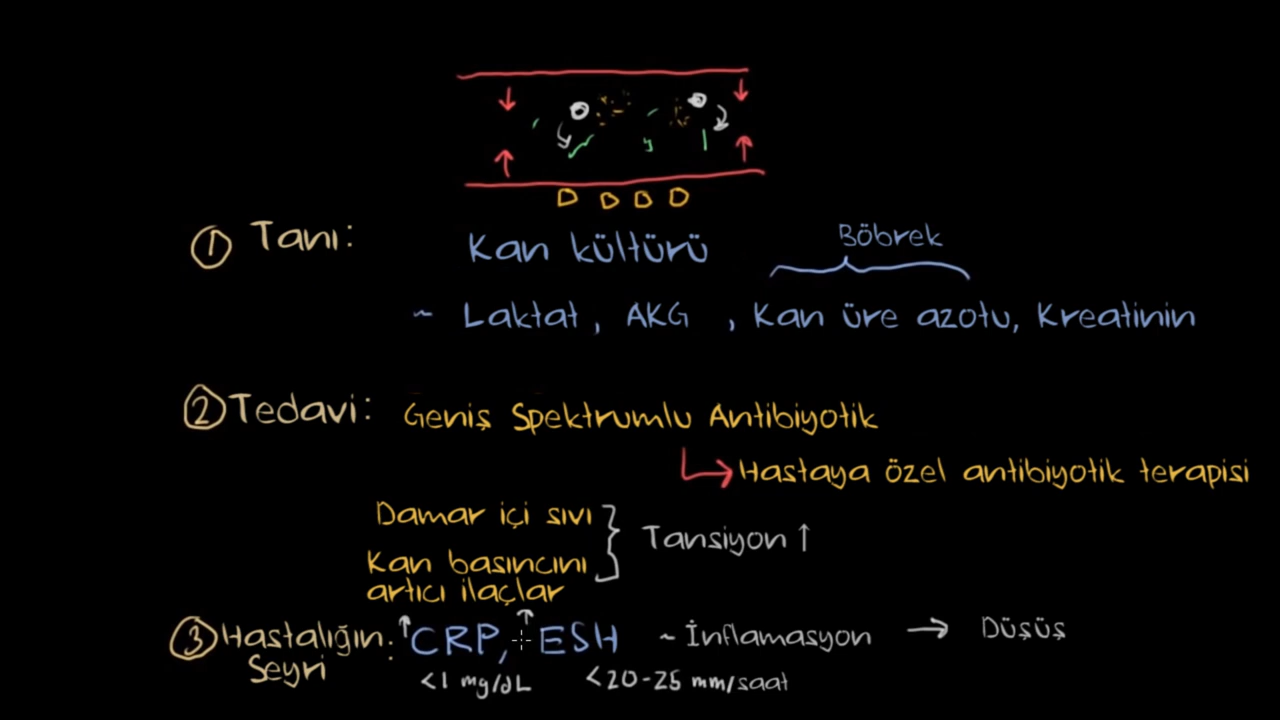 ① Tanı:
Kan kültürü
Böbrek
~ Laktat, AKG, Kan üre azotu, Kreatinin
② Tedavi: Geniş Spektrumlu Antibiyotik
↳ Hastaya özel antibiyotik terapisi
Damar içi sıvı
Tansiyon ↑
Kan basıncını
artıcı ilaçlar
③ Hastalığın Seyri: ↑CRP, ↑ESH ~ İnflamasyon → Düşüş
<1 mg/dL <20-25 mm/saat